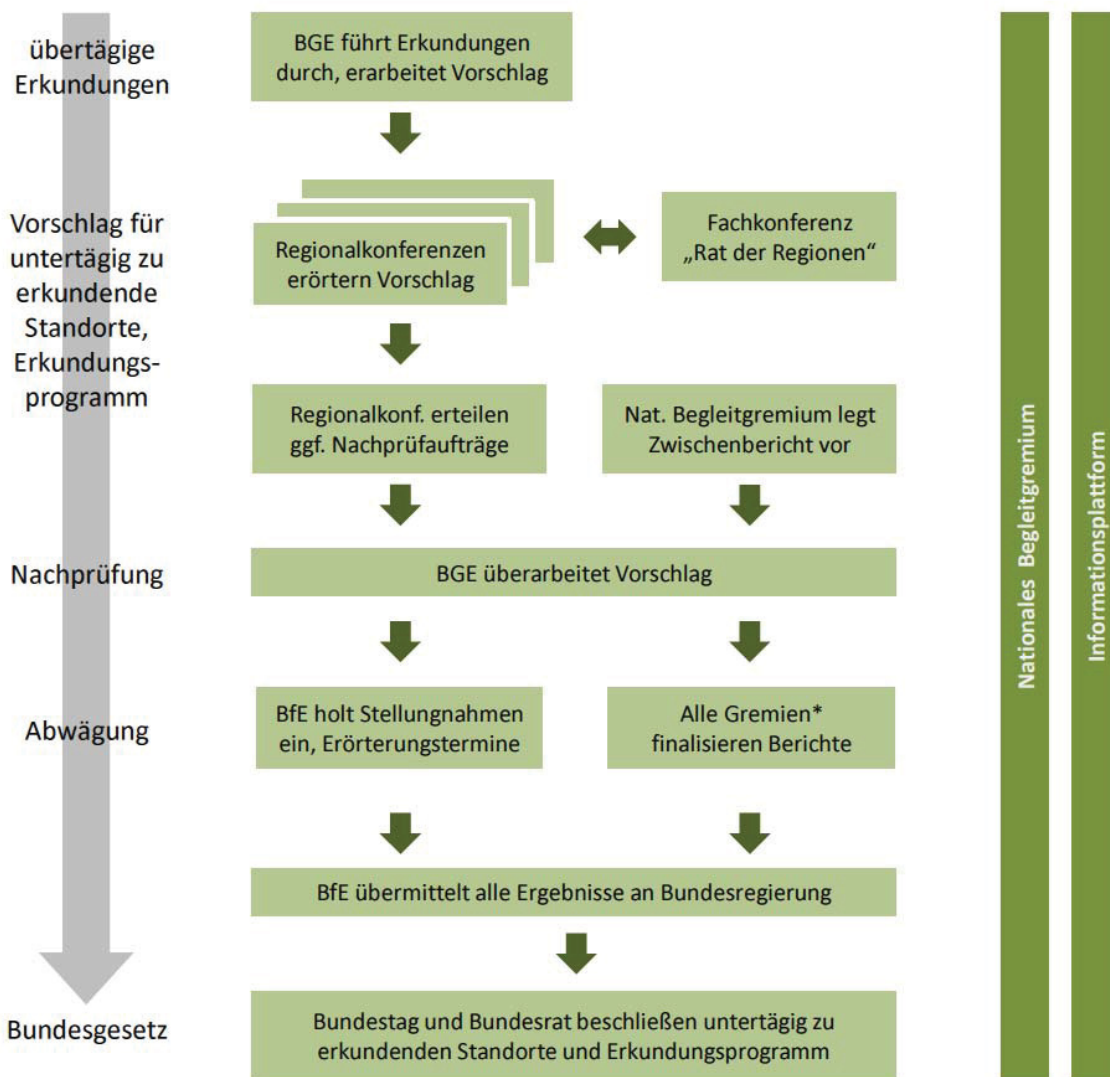 übertägige
Erkundungen
BGE führt Erkundungen
durch, erarbeitet Vorschlag
Vorschlag für
untertägig zu
erkundende
Standorte,
Erkundungs-
programm
Regionalkonferenzen
erörtern Vorschlag
Fachkonferenz
„Rat der Regionen“
Regionalkonf. erteilen
ggf. Nachprüfaufträge
Nat. Begleitgremium legt
Zwischenbericht vor
Nachprüfung
BGE überarbeitet Vorschlag
Abwägung
BfE holt Stellungnahmen
ein, Erörterungstermine
Alle Gremien*
finalisieren Berichte
BfE übermittelt alle Ergebnisse an Bundesregierung
Bundesgesetz
Bundestag und Bundesrat beschließen untertägig zu
erkundenden Standorte und Erkundungsprogramm
Nationales Begleitgremium
Informationsplattform